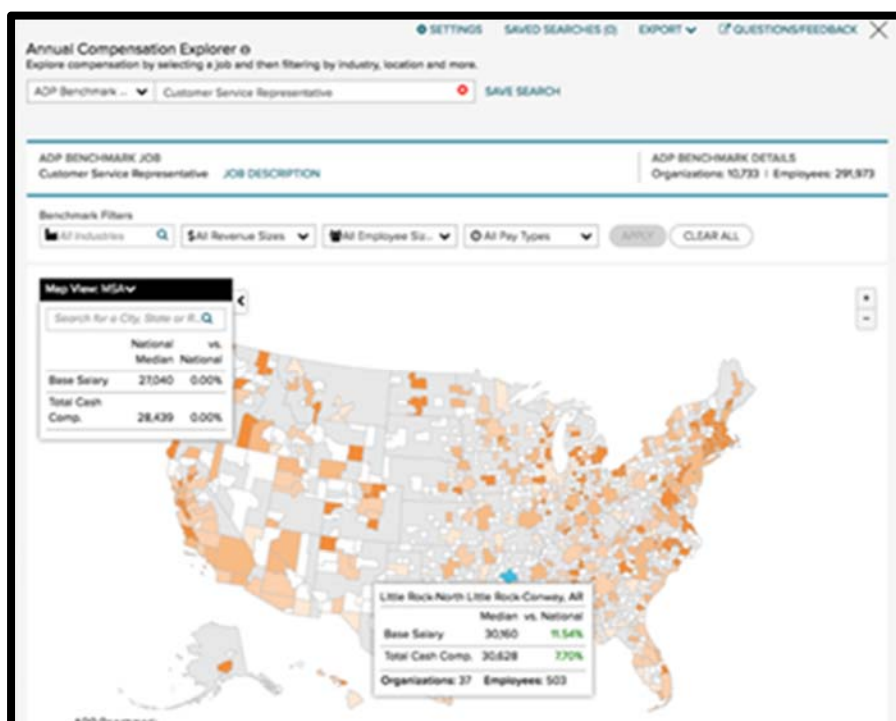 SETTINGS SAVED SEARCHES (0) EXPORT QUESTIONS/FEEDBACK
Annual Compensation Explorer
Explore compensation by selecting a job and then filtering by industry, location and more.
ADP Benchmark ... Customer Service Representative SAVE SEARCH
ADP BENCHMARK JOB
Customer Service Representative JOB DESCRIPTION
ADP BENCHMARK DETAILS
Organizations: 10,733 | Employees: 291,973
Benchmark Filters
All Industries $All Revenue Sizes All Employee Siz... All Pay Types APPLY CLEAR ALL
Map View: MSA
Search for a City, State or R...
National vs.
Median National
Base Salary 27,040 0.00%
Total Cash
Comp. 28,439 0.00%
Little Rock-North Little Rock-Conway, AR
Median vs. National
Base Salary 30,160 11.54%
Total Cash Comp. 30,628 7.70%
Organizations: 37 Employees: 503